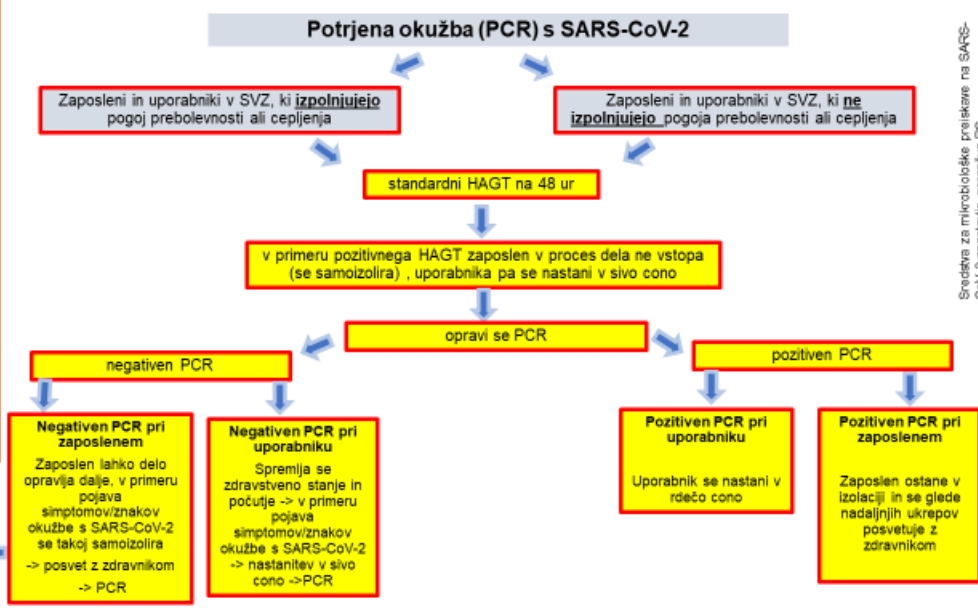 Potrjena okužba (PCR) s SARS-CoV-2
Zaposleni in uporabniki v SVZ, ki izpolnjujejo
pogoj prebolevnosti ali cepljenja
Zaposleni in uporabniki v SVZ, ki ne
izpolnjujejo pogoja prebolevnosti ali cepljenja
standardni HAGT na 48 ur
v primeru pozitivnega HAGT zaposlen v proces dela ne vstopa
(se samoizolira) , uporabnika pa se nastani v sivo cono
opravi se PCR
negativen PCR
pozitiven PCR
Negativen PCR pri
zaposlenem
Zaposlen lahko delo
opravlja dalje, v primeru
pojava
simptomov/znakov
okužbe s SARS-CoV-2
se takoj samoizolira
-> posvet z zdravnikom
-> PCR
Negativen PCR pri
uporabniku
Spremlja se
zdravstveno stanje in
počutje -> v primeru
pojava
simptomov/znakov
okužbe s SARS-CoV-2
-> nastanitev v sivo
cono ->PCR
Pozitiven PCR pri
uporabniku
Uporabnik se nastani v
rdečo cono
Pozitiven PCR pri
zaposlenem
Zaposlen ostane v
izolaciji in se glede
nadaljnjih ukrepov
posvetuje z
zdravnikom
Sredstva za mikrobiološke preiskave na SARS-